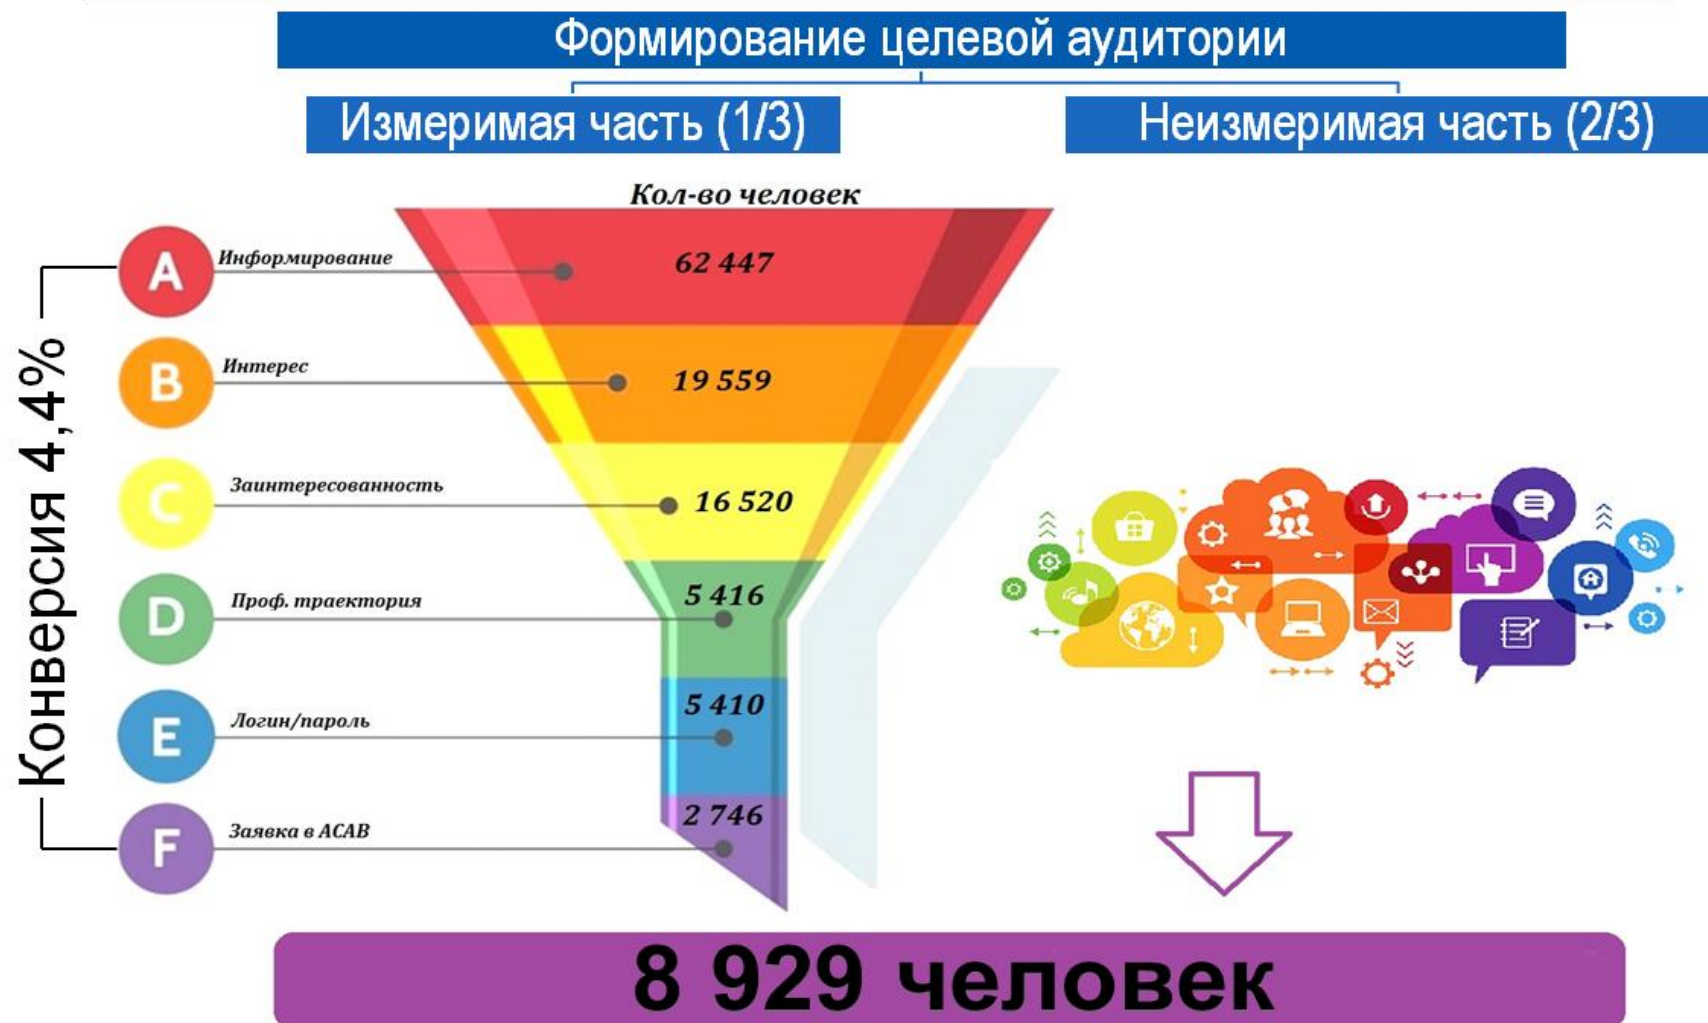 Формирование целевой аудитории
Измеримая часть (1/3)
Неизмеримая часть (2/3)
Кол-во человек
Конверсия 4,4%
A
Информирование
62 447
B
Интерес
19 559
C
Заинтересованность
16 520
D
Проф. траектория
5 416
E
Логин/пароль
5 410
F
Заявка в АСАВ
2 746
8 929 человек